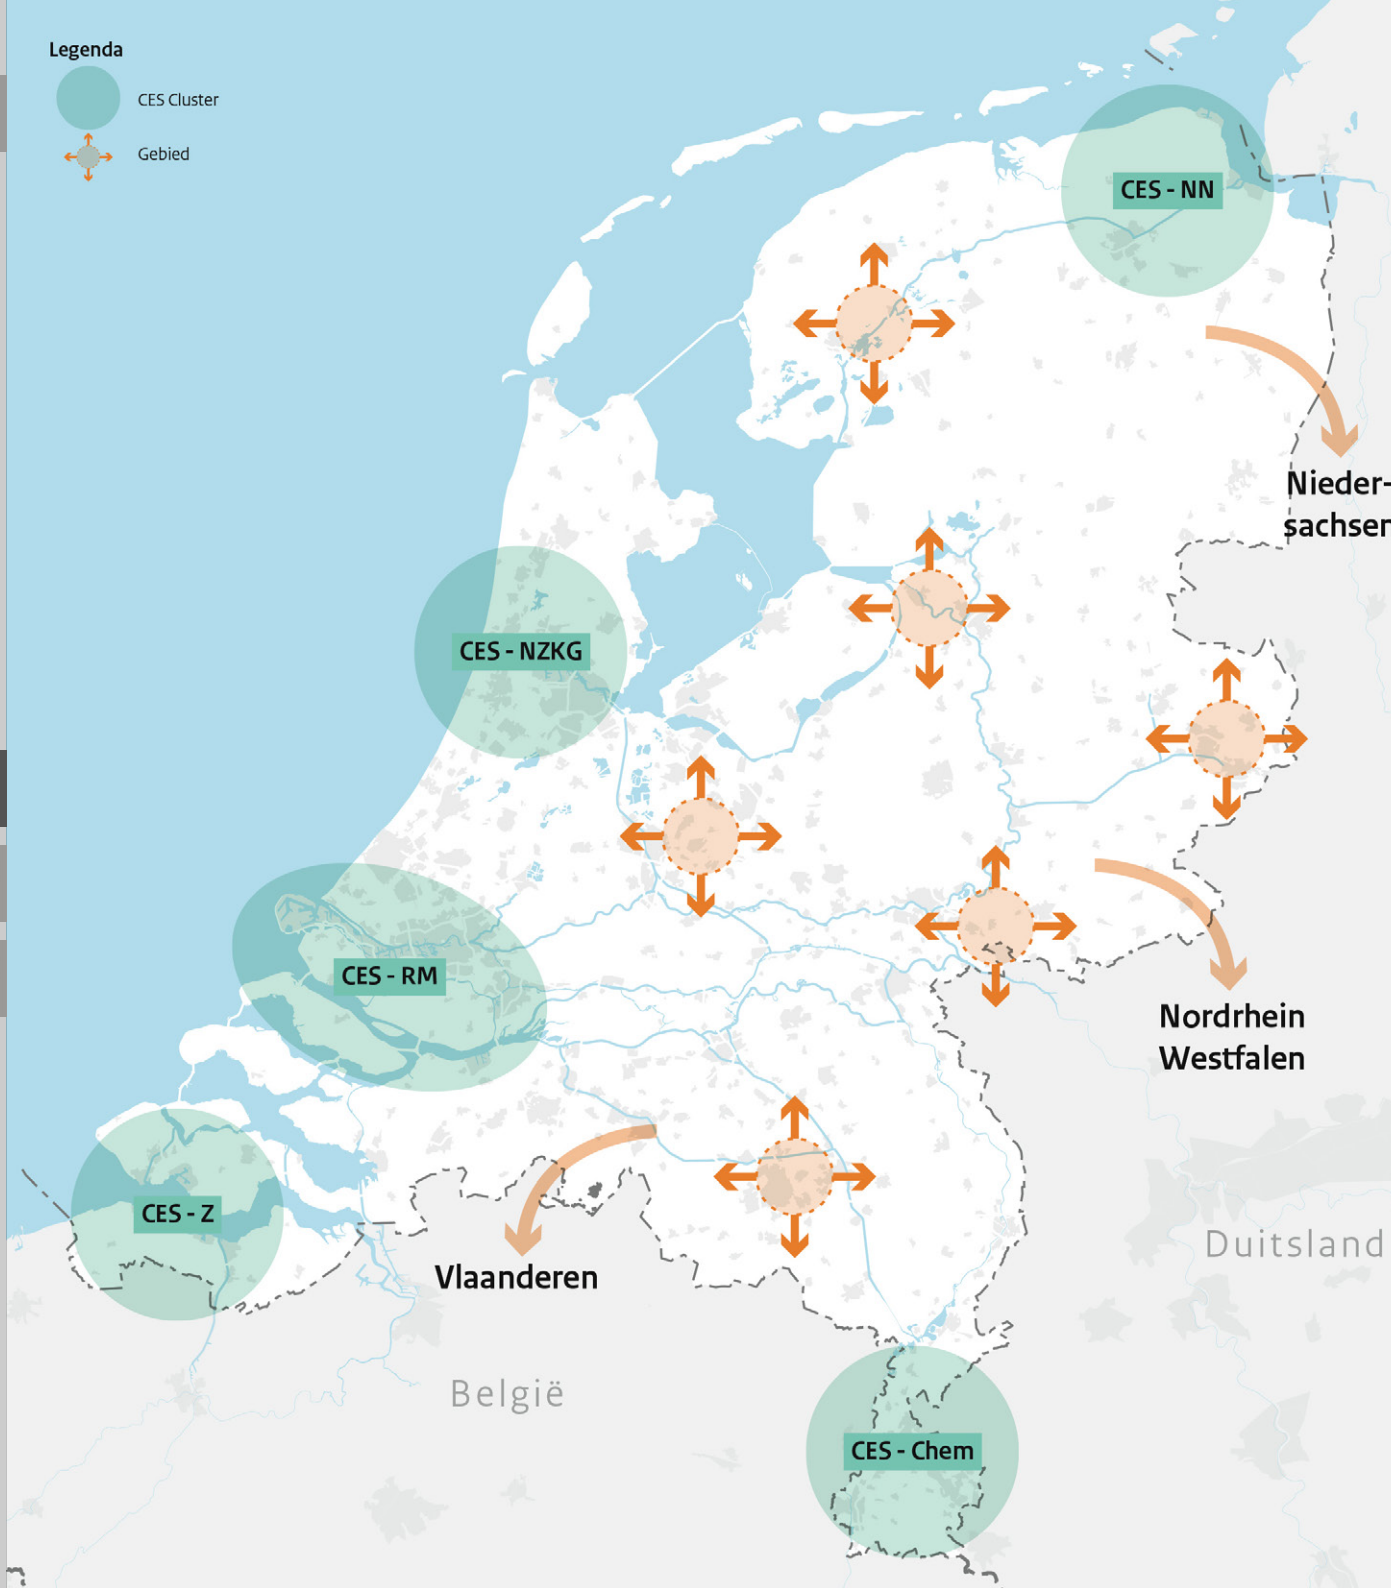 Legenda
CES Cluster
Gebied
CES - NN
Nieder-
sachsen
CES - NZKG
CES - RM
Nordrhein
Westfalen
CES - Z
Vlaanderen
Duitsland
België
CES - Chem